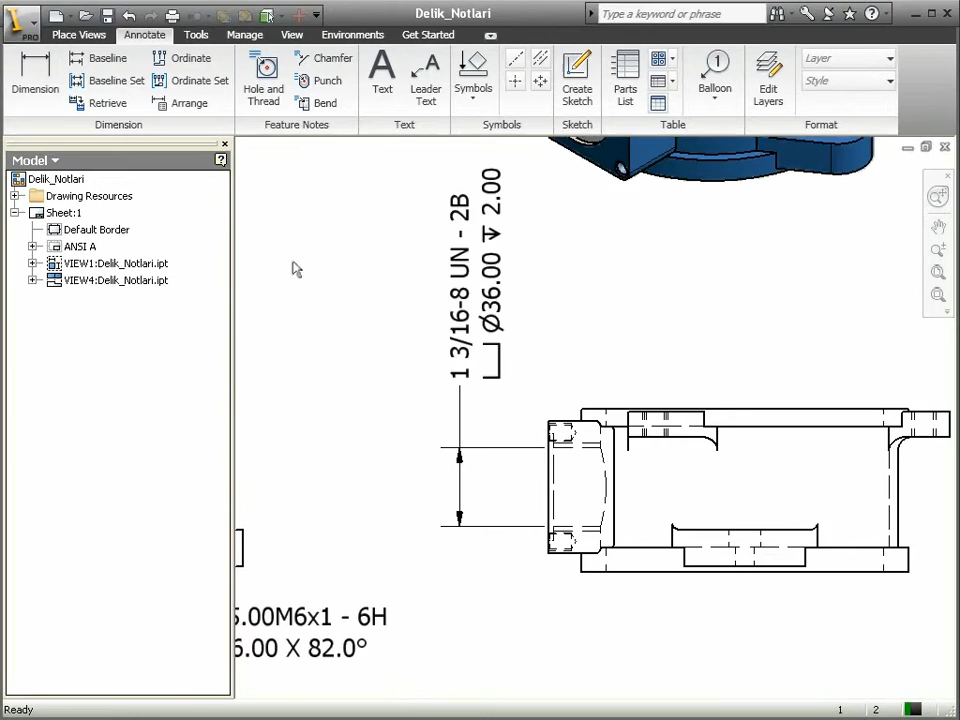 Delik_Notlari
Type a keyword or phrase
PRO
Place Views
Annotate
Tools
Manage
View
Environments
Get Started
Dimension
Baseline
Baseline Set
Retrieve
Ordinate
Ordinate Set
Arrange
Dimension
Hole and
Thread
Chamfer
Punch
Bend
Feature Notes
Text
Leader
Text
Text
Symbols
Symbols
Create
Sketch
Sketch
Parts
List
Balloon
Table
Edit
Layers
Layer
Style
Format
Model
Delik_Notlari
Drawing Resources
Sheet:1
Default Border
ANSI A
VIEW1:Delik_Notlari.ipt
VIEW4:Delik_Notlari.ipt
1 3/16-8 UN - 2B
⌴ Ø36.00 ↧ 2.00
5.00M6x1 - 6H
6.00 X 82.0°
Ready
1
2